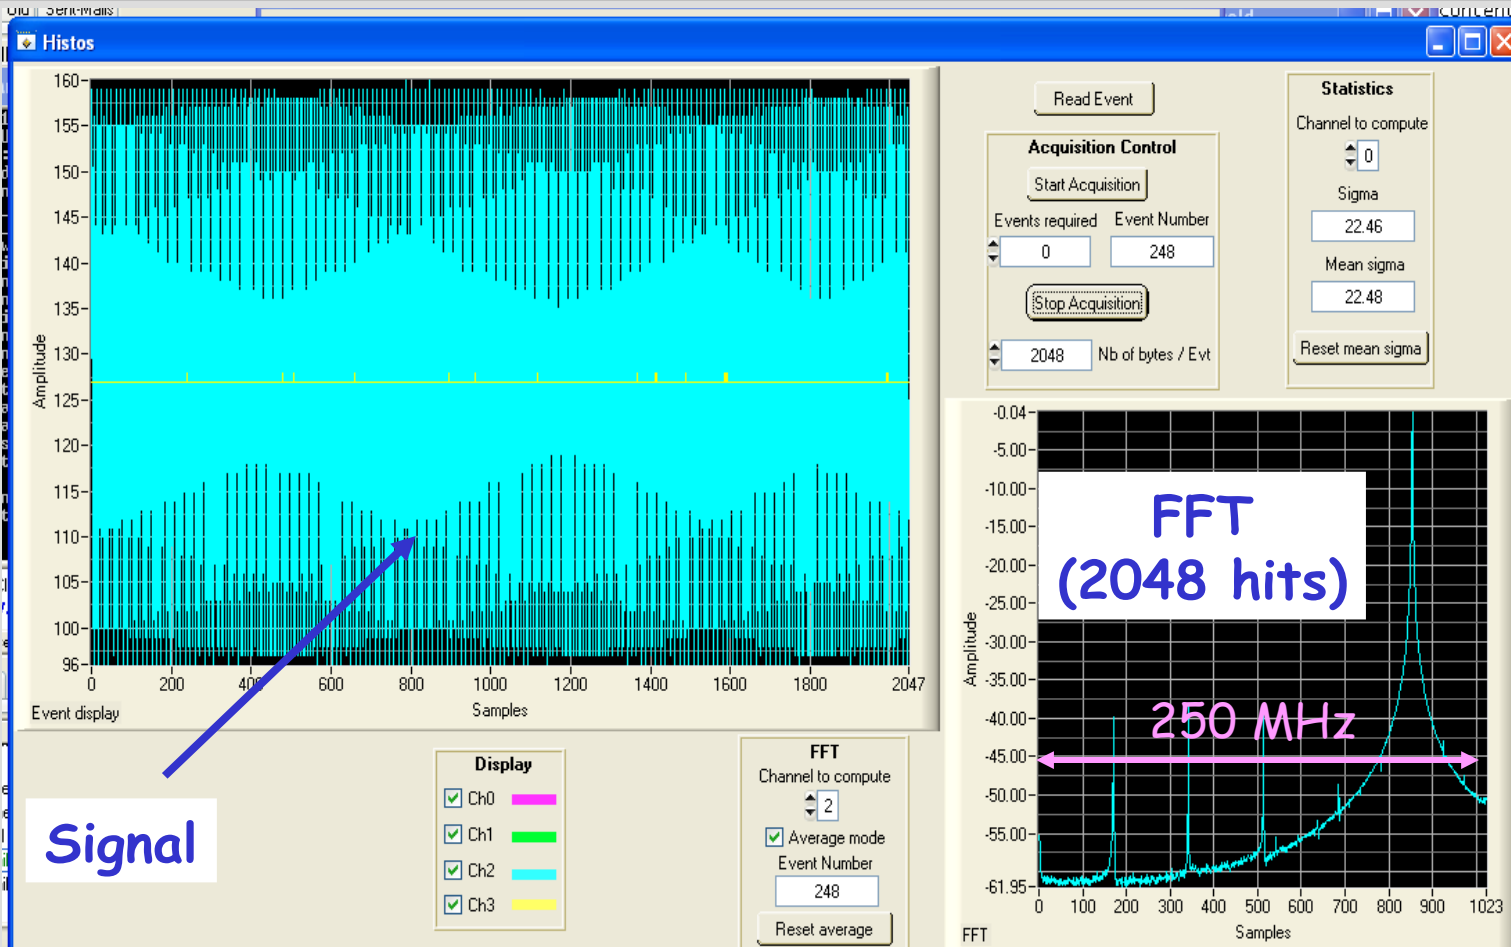 Old
Sent-Mails
old
Histos
160
155
150
145
140
135
130
125
120
115
110
105
100
96
Amplitude
0 200 400 600 800 1000 1200 1400 1600 1800 2047
Samples
Event display
Read Event
Acquisition Control
Start Acquisition
Events required Event Number
0 248
Stop Acquisition
2048 Nb of bytes / Evt
Statistics
Channel to compute
0
Sigma
22.46
Mean sigma
22.48
Reset mean sigma
Signal
Display
Ch0
Ch1
Ch2
Ch3
FFT
Channel to compute
2
Average mode
Event Number
248
Reset average
-0.04
-5.00
-10.00
-15.00
-20.00
-25.00
-30.00
-35.00
-40.00
-45.00
-50.00
-55.00
-61.95
Amplitude
FFT
(2048 hits)
250 MHz
0 100 200 300 400 500 600 700 800 900 1023
Samples
FFT